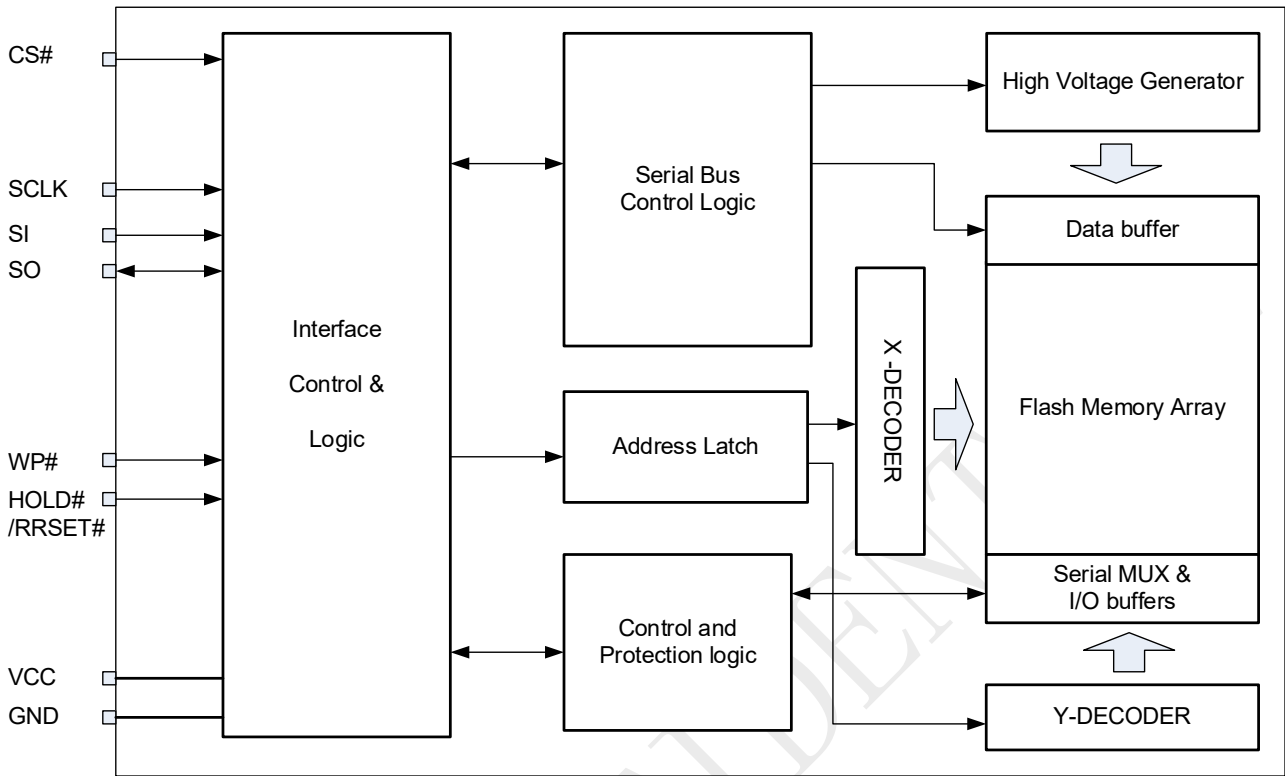 CS#
SCLK
SI
SO
WP#
HOLD#
/RRSET#
VCC
GND
Interface
Control &
Logic
Serial Bus
Control Logic
Address Latch
Control and
Protection logic
X -DECODER
High Voltage Generator
Data buffer
Flash Memory Array
Serial MUX &
I/O buffers
Y-DECODER